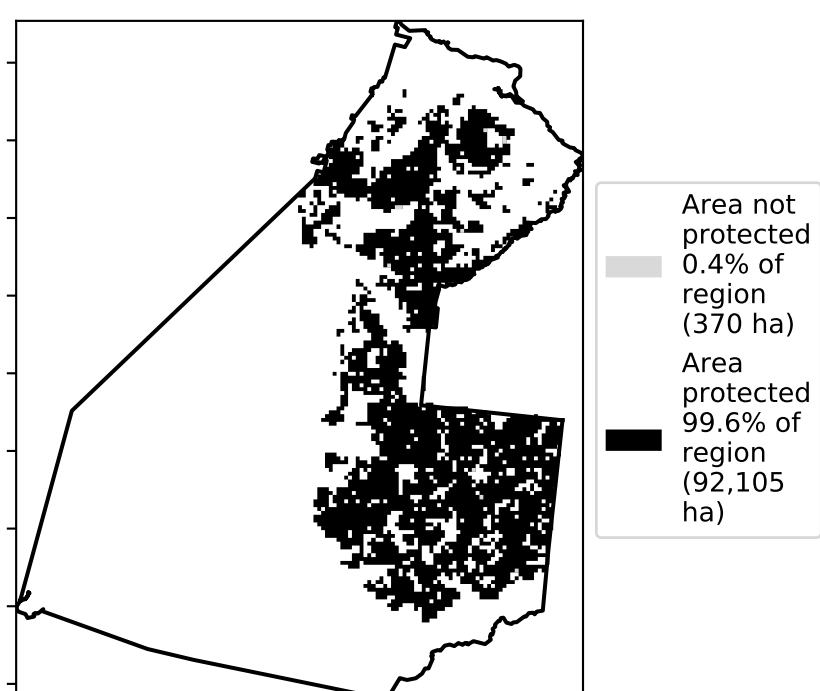 Area not
protected
0.4% of
region
(370 ha)
Area
protected
99.6% of
region
(92,105
ha)